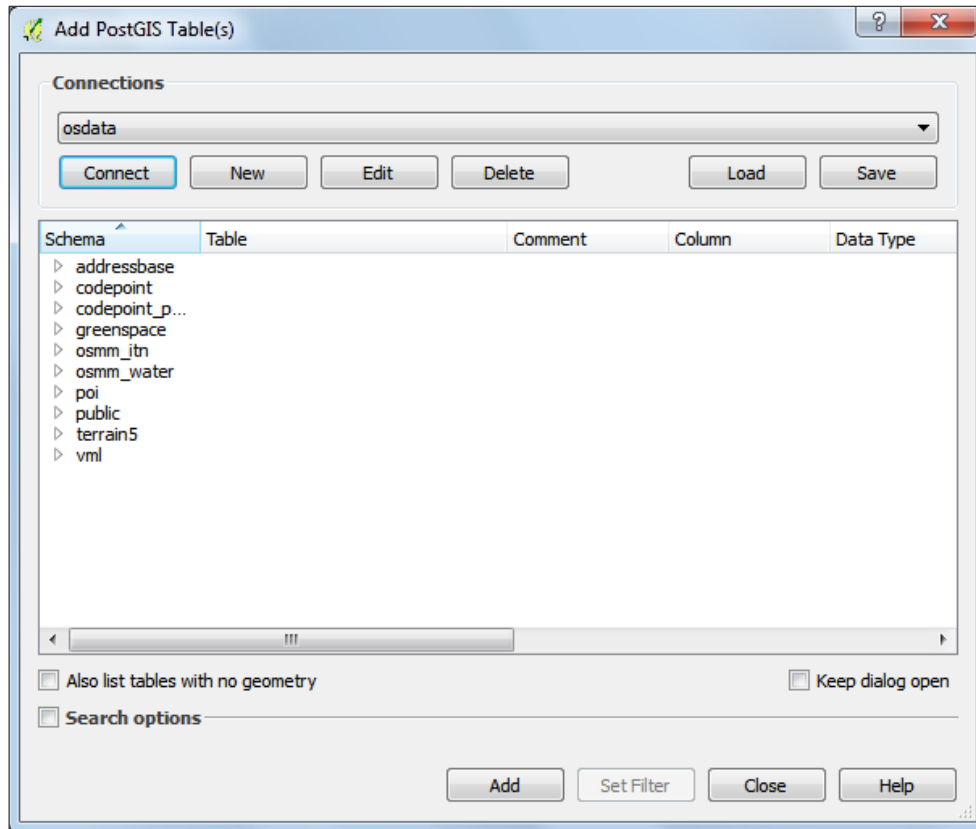 Add PostGIS Table(s)
Connections
osdata
Connect New Edit Delete Load Save
Schema Table Comment Column Data Type
addressbase
codepoint
codepoint_p...
greenspace
osmm_itn
osmm_water
poi
public
terrain5
vml
Also list tables with no geometry Keep dialog open
Search options
Add Set Filter Close Help